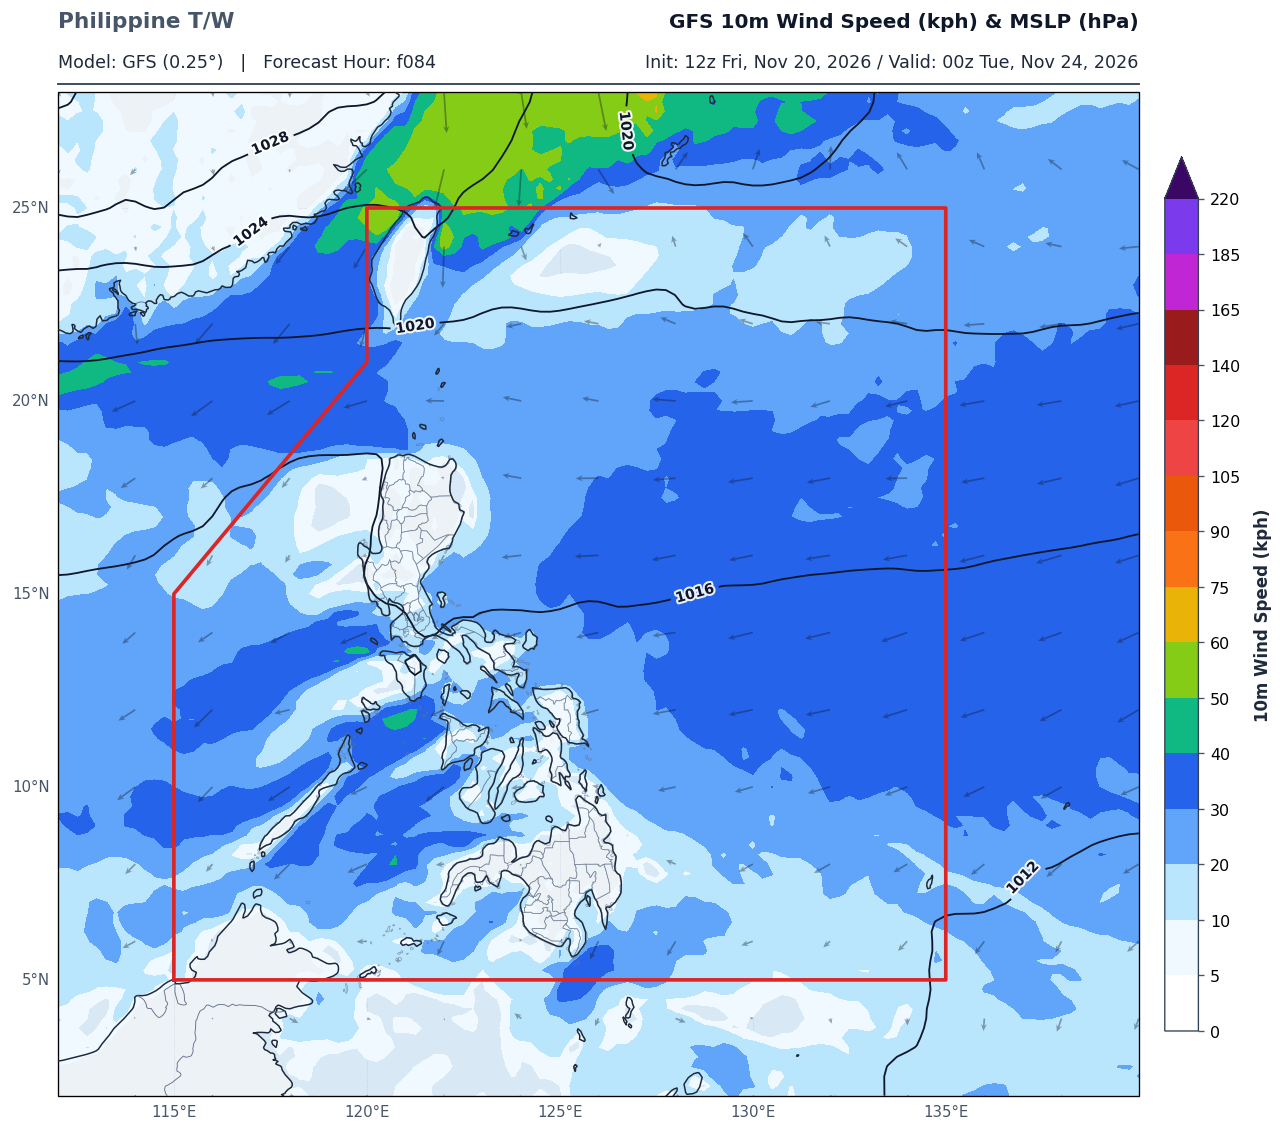 Philippine T/W
GFS 10m Wind Speed (kph) & MSLP (hPa)
Model: GFS (0.25°)   |   Forecast Hour: f084
Init: 12z Fri, Nov 20, 2026 / Valid: 00z Tue, Nov 24, 2026
1028
1024
1020
1020
1016
1012
25°N
20°N
15°N
10°N
5°N
115°E
120°E
125°E
130°E
135°E
220
185
165
140
120
105
90
75
60
50
40
30
20
10
5
0
10m Wind Speed (kph)